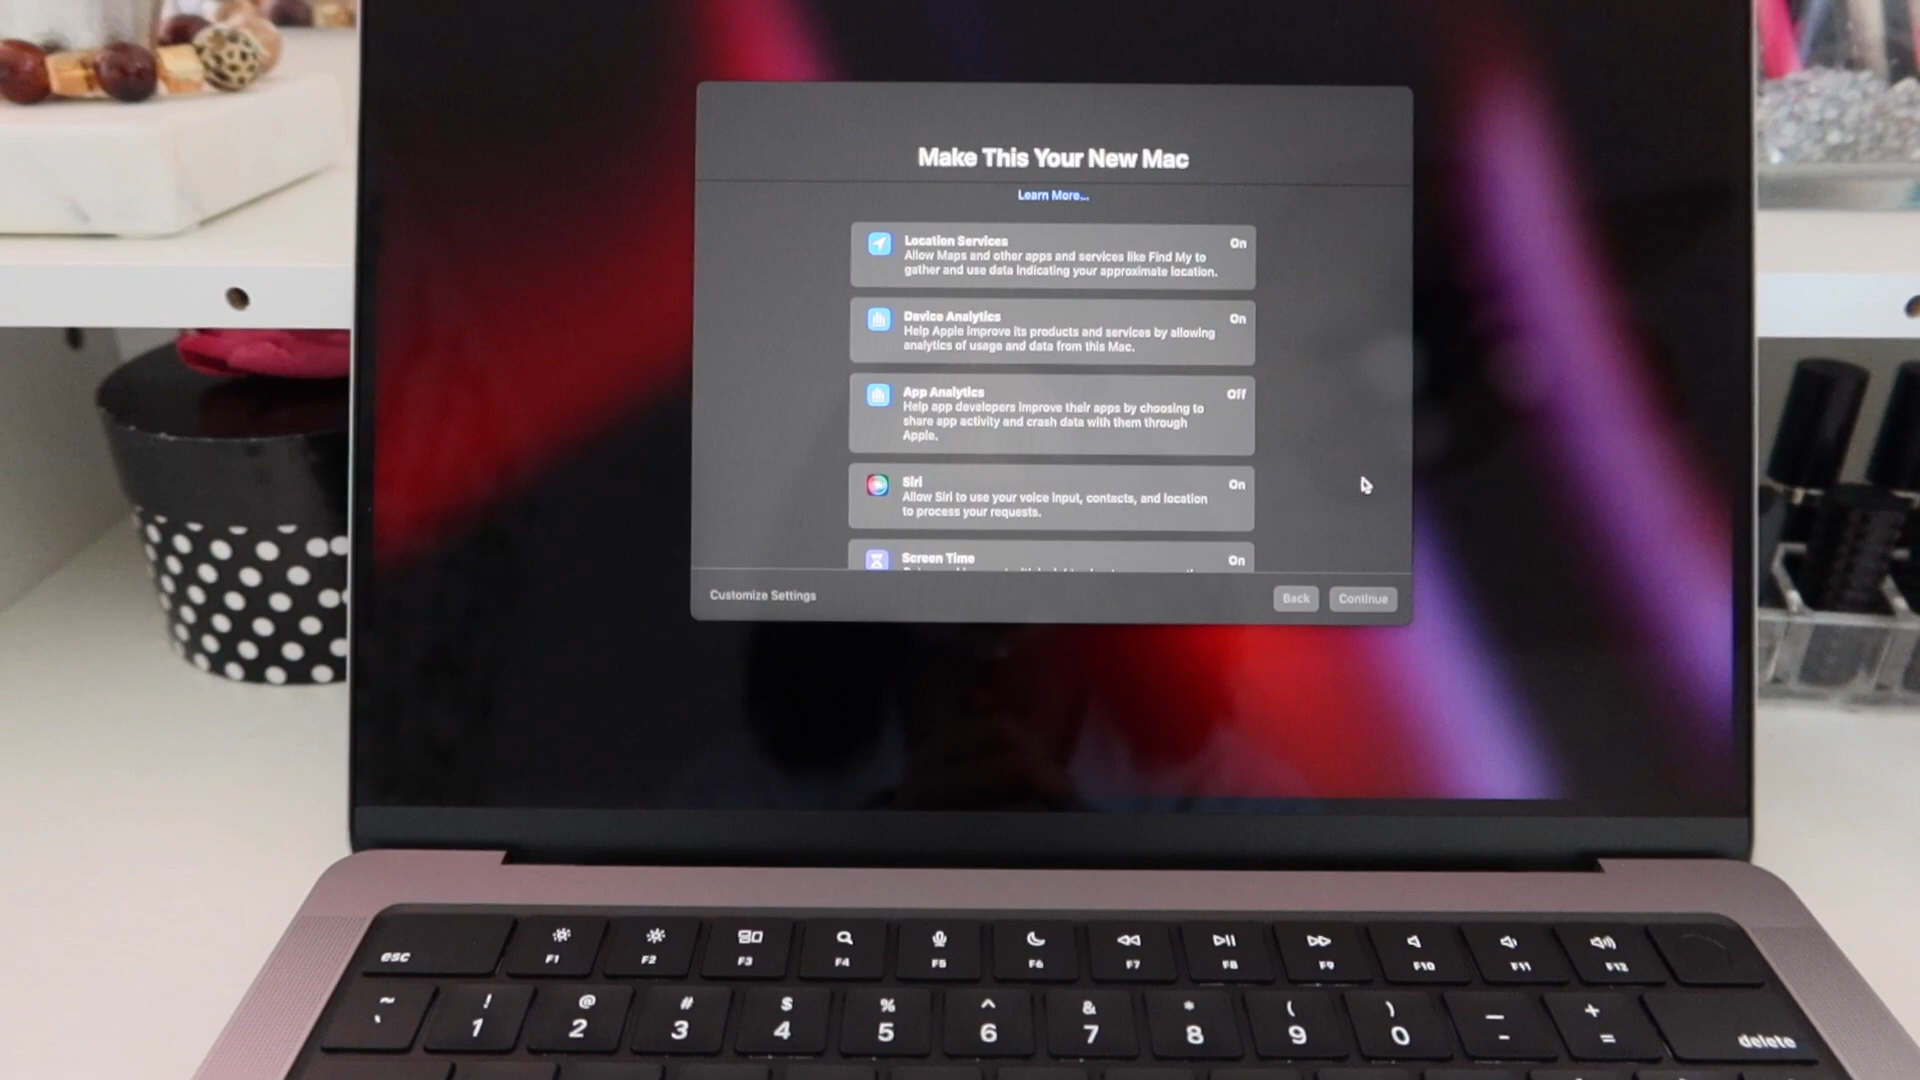 Make This Your New Mac
Learn More...
Location Services On
Allow Maps and other apps and services like Find My to
gather and use data indicating your approximate location.
Device Analytics On
Help Apple improve its products and services by allowing
analytics of usage and data from this Mac.
App Analytics Off
Help app developers improve their apps by choosing to
share app activity and crash data with them through
Apple.
Siri On
Allow Siri to use your voice input, contacts, and location
to process your requests.
Screen Time On
Customize Settings Back Continue
esc F1 F2 F3 F4 F5 F6 F7 F8 F9 F10 F11 F12
~ ! @ # $ % ^ & * ( ) _ +
` 1 2 3 4 5 6 7 8 9 0 - = delete